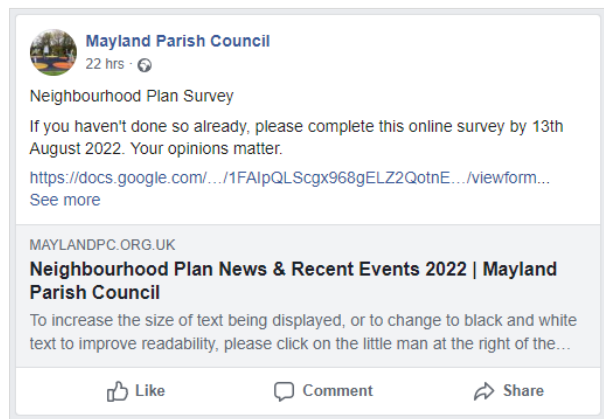 Mayland Parish Council
22 hrs ·
Neighbourhood Plan Survey
If you haven't done so already, please complete this online survey by 13th
August 2022. Your opinions matter.
https://docs.google.com/…/1FAIpQLScgx968gELZ2QotnE…/viewform...
See more
MAYLANDPC.ORG.UK
Neighbourhood Plan News & Recent Events 2022 | Mayland
Parish Council
To increase the size of text being displayed, or to change to black and white
text to improve readability, please click on the little man at the right of the…
Like Comment Share